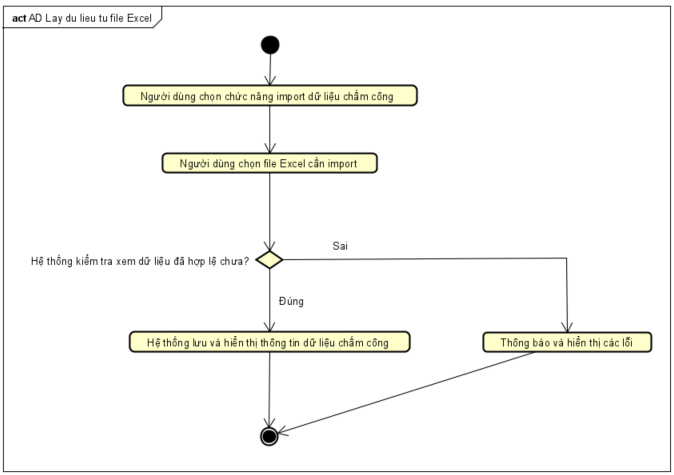 act AD Lay du lieu tu file Excel
Người dùng chọn chức năng import dữ liệu chấm công
Người dùng chọn file Excel cần import
Sai
Hệ thống kiểm tra xem dữ liệu đã hợp lệ chưa?
Đúng
Hệ thống lưu và hiển thị thông tin dữ liệu chấm công
Thông báo và hiển thị các lỗi